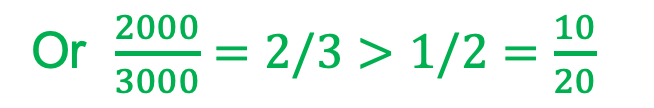 Or 2000/3000 = 2/3 > 1/2 = 10/20